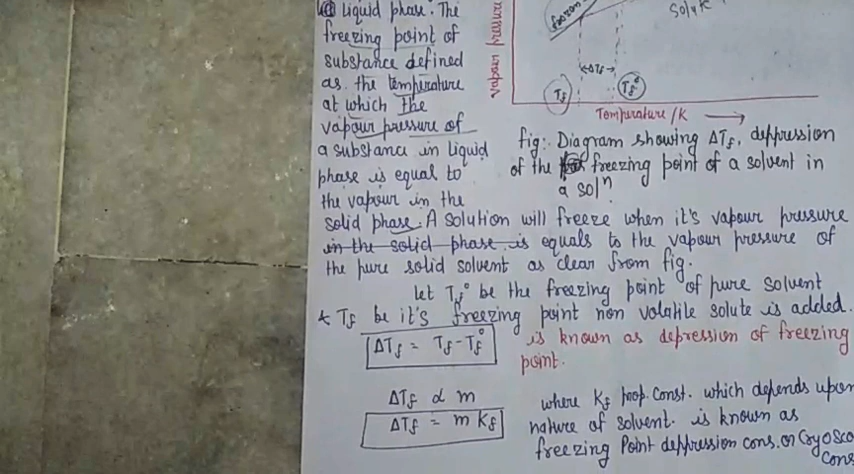 Liquid phase. The
freezing point of
substance defined
as the temperature
at which the
vapour pressure of
a substance in liquid
phase is equal to
the vapour in the
solid phase. A solution will freeze when it's vapour pressure
in the solid phase is equals to the vapour pressure of
the pure solid solvent as clear from fig.
Vapour pressure
frozen
ΔTf
Tf
Tf°
Temperature/K
fig:. Diagram showing ΔTf, deppression
of the freezing point of a solvent in
a solⁿ
let Tf° be the freezing point of pure solvent
& Tf be it's freezing point non volatile solute is added.
ΔTf = Tf - Tf°
is known as depression of freezing
point.
ΔTf α m
ΔTf = m Kf
where Kf prop. const. which depends upon
nature of solvent. is known as
freezing Point deppression cons. or Cryosco
cons